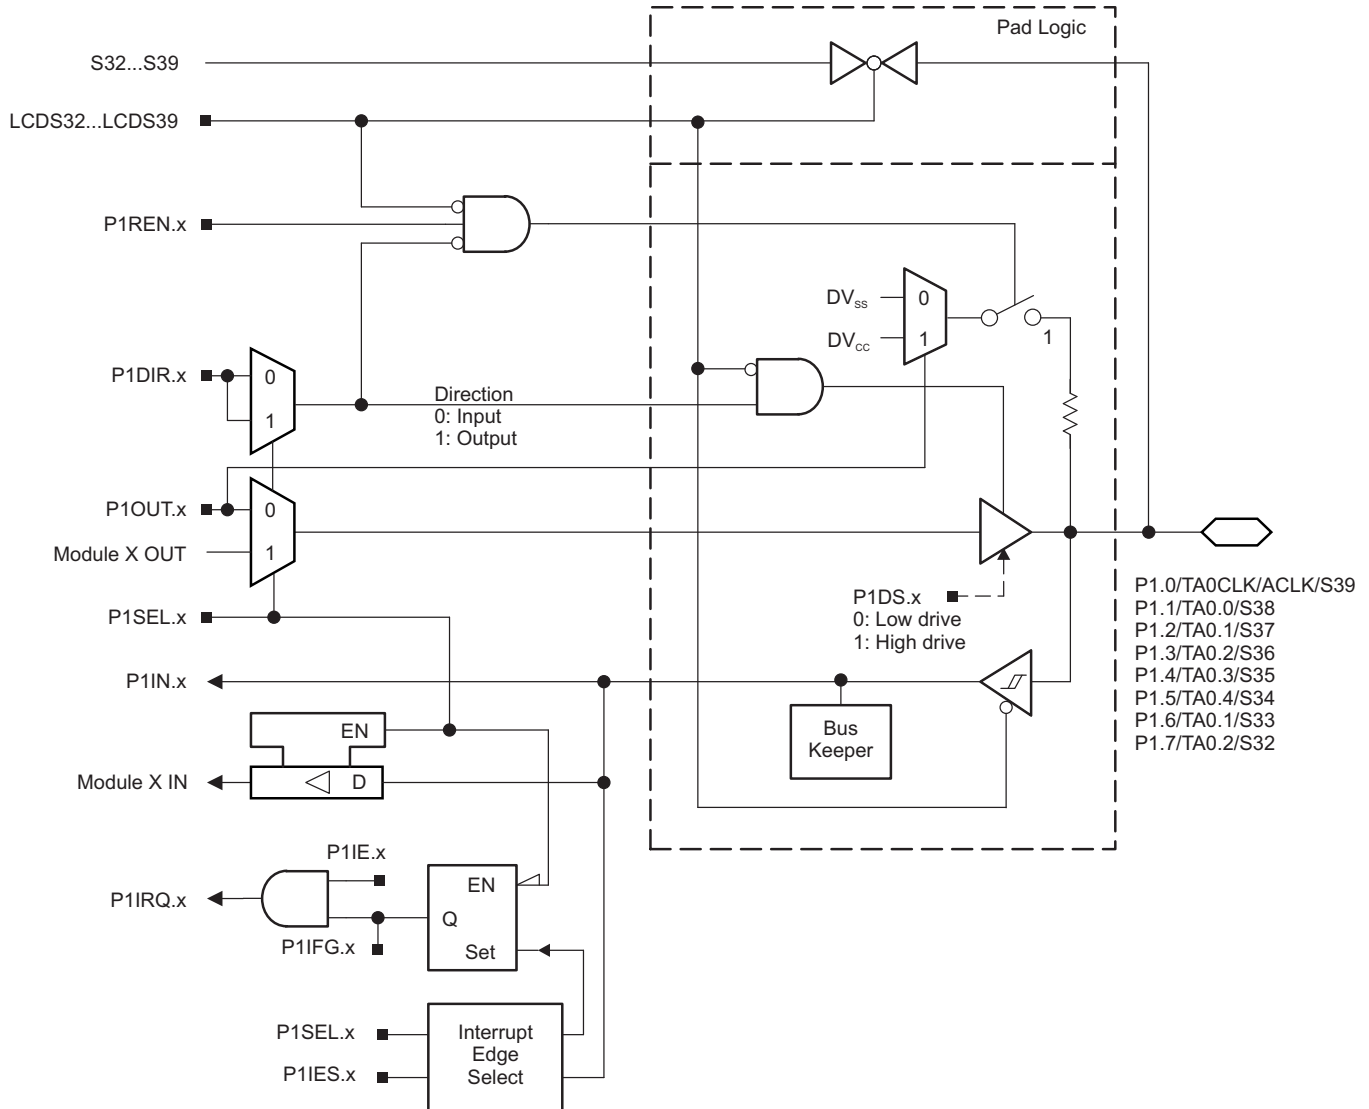 Pad Logic
S32...S39
LCDS32...LCDS39
P1REN.x
DVSS
0
DVCC
1
1
P1DIR.x
0
1
Direction
0: Input
1: Output
P1OUT.x
0
Module X OUT
1
P1DS.x
0: Low drive
1: High drive
P1.0/TA0CLK/ACLK/S39
P1.1/TA0.0/S38
P1.2/TA0.1/S37
P1.3/TA0.2/S36
P1.4/TA0.3/S35
P1.5/TA0.4/S34
P1.6/TA0.1/S33
P1.7/TA0.2/S32
P1SEL.x
P1IN.x
Bus
Keeper
EN
Module X IN
D
P1IE.x
P1IRQ.x
P1IFG.x
EN
Q
Set
P1SEL.x
P1IES.x
Interrupt
Edge
Select